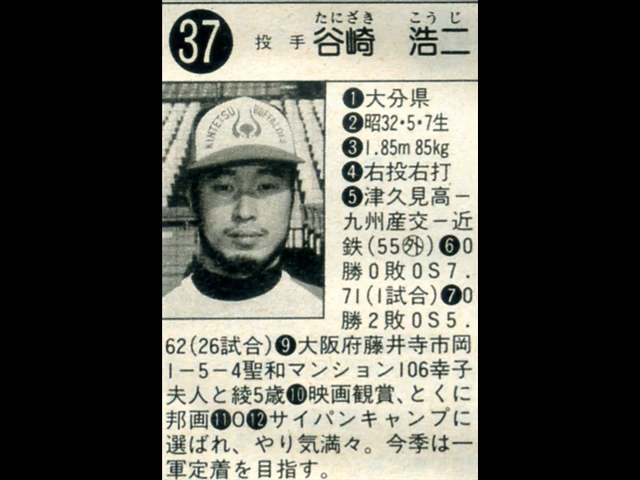 37 投手 谷崎 浩二
たにざき こうじ
KINTETSU BUFFALOES
❶大分県
❷昭32・5・7生
❸1.85m 85kg
❹右投右打
❺津久見高―
九州産交―近
鉄(55外)❻0
勝0敗0S7.
71(1試合)❼0
勝2敗0S5.
62(26試合)❾大阪府藤井寺市岡
1−5−4聖和マンション106幸子
夫人と綾5歳❿映画観賞、とくに
邦画⓫O⓬サイパンキャンプに
選ばれ、やり気満々。今季は一
軍定着を目指す。